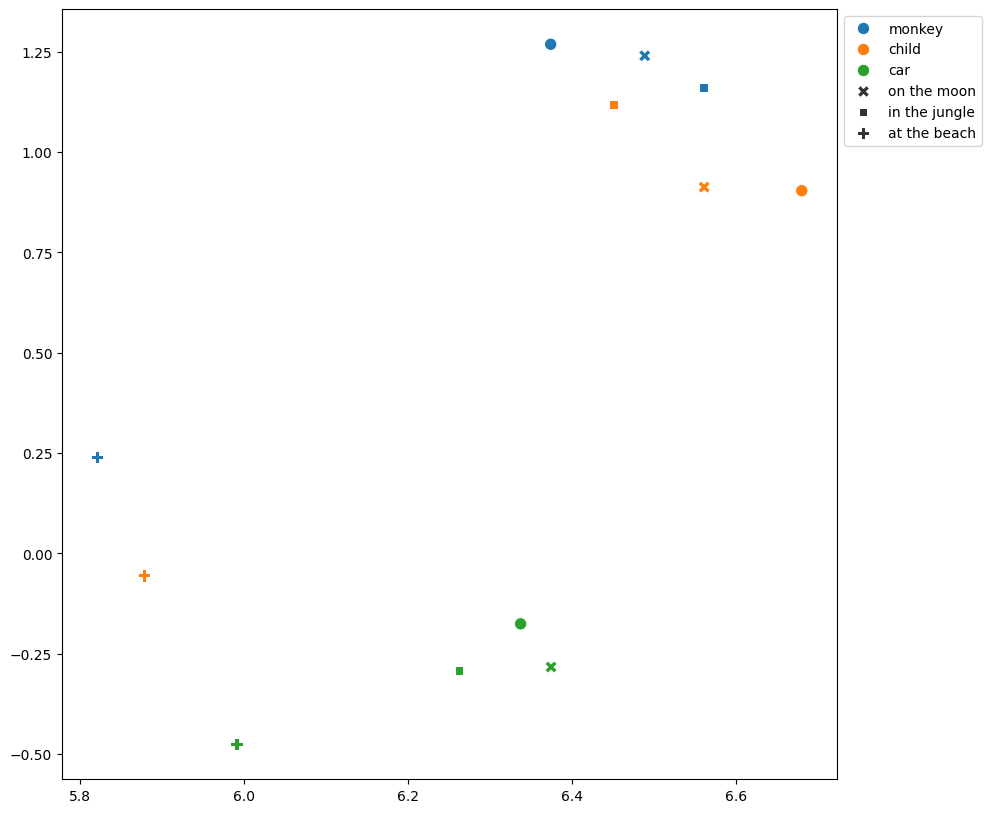 monkey
child
car
on the moon
in the jungle
at the beach
1.25
1.00
0.75
0.50
0.25
0.00
−0.25
−0.50
5.8 6.0 6.2 6.4 6.6